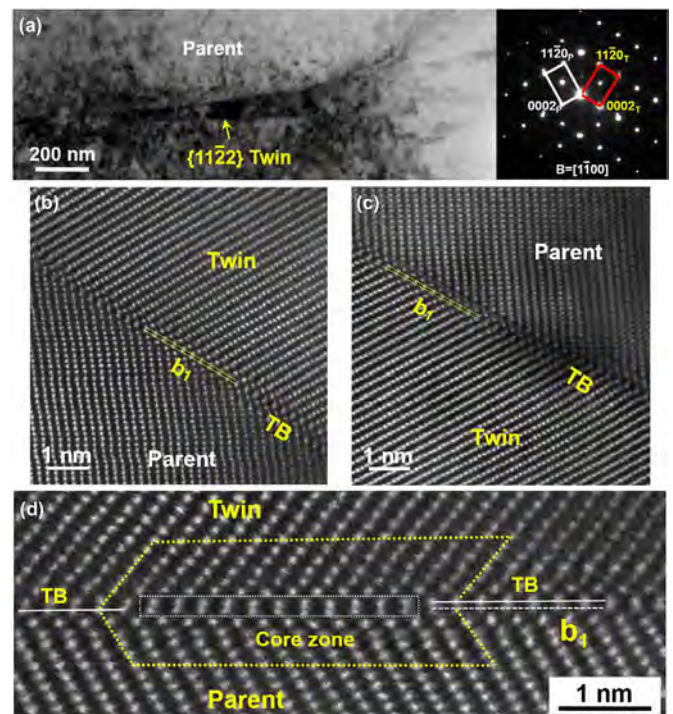 (a)
Parent
{112̅2} Twin
200 nm
112̅0P
112̅0T
0002P
0002T
B=[11̅00]
(b)
Twin
b₁
TB
1 nm
Parent
(c)
Parent
b₁
TB
Twin
1 nm
(d)
Twin
TB
TB
Core zone
b₁
Parent
1 nm